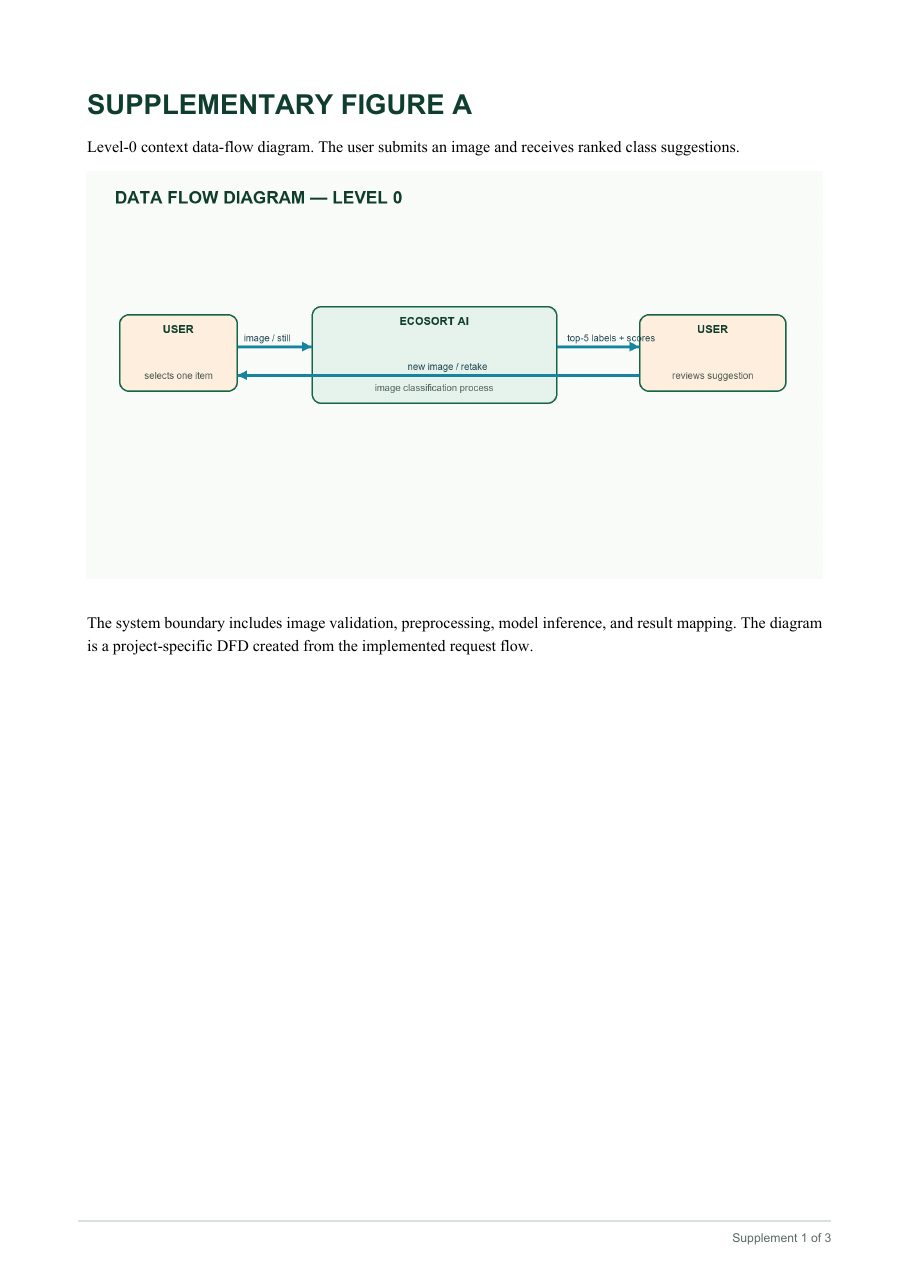 SUPPLEMENTARY FIGURE A
Level-0 context data-flow diagram. The user submits an image and receives ranked class suggestions.
DATA FLOW DIAGRAM — LEVEL 0
USER
selects one item
image / still
ECOSORT AI
new image / retake
image classification process
top-5 labels + scores
USER
reviews suggestion
The system boundary includes image validation, preprocessing, model inference, and result mapping. The diagram
is a project-specific DFD created from the implemented request flow.
Supplement 1 of 3